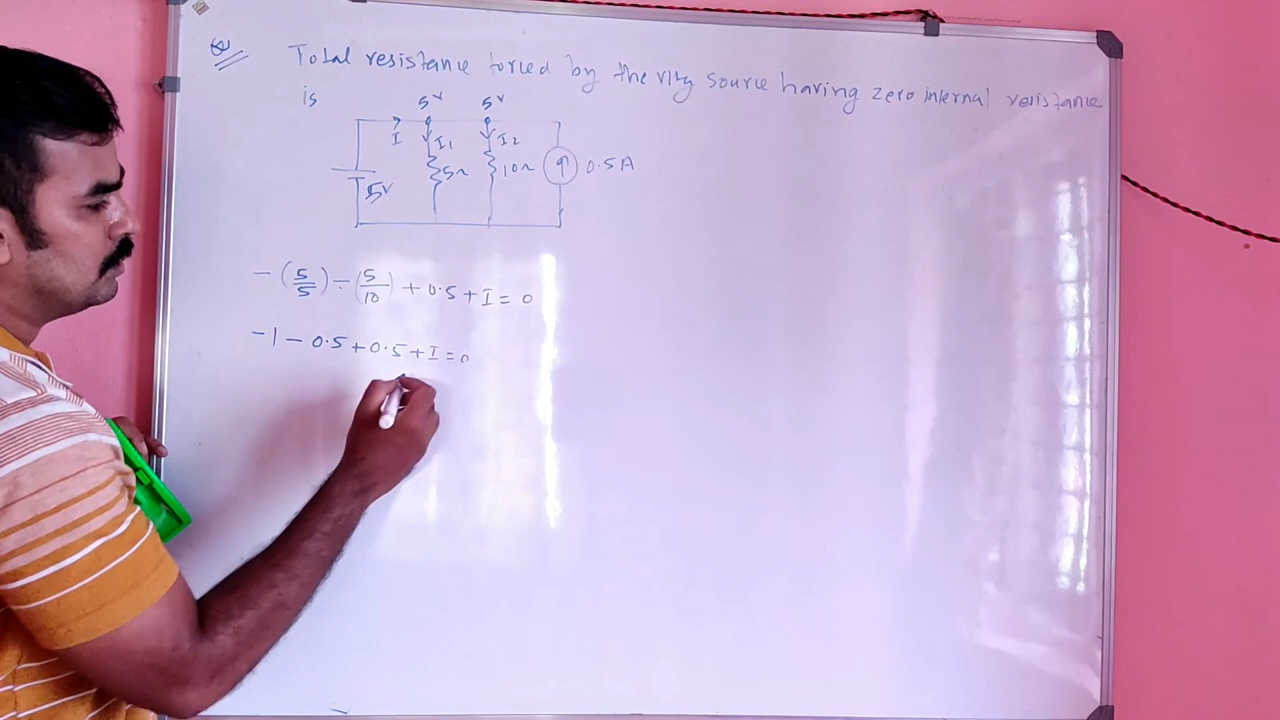 Q
Total resistance forced by the Vltg source having zero internal resistance
is
5V 5V
I I1 I2
5Ω 10Ω 0.5A
5V
-(5/5) - (5/10) + 0.5 + I = 0
-1 - 0.5 + 0.5 + I = 0